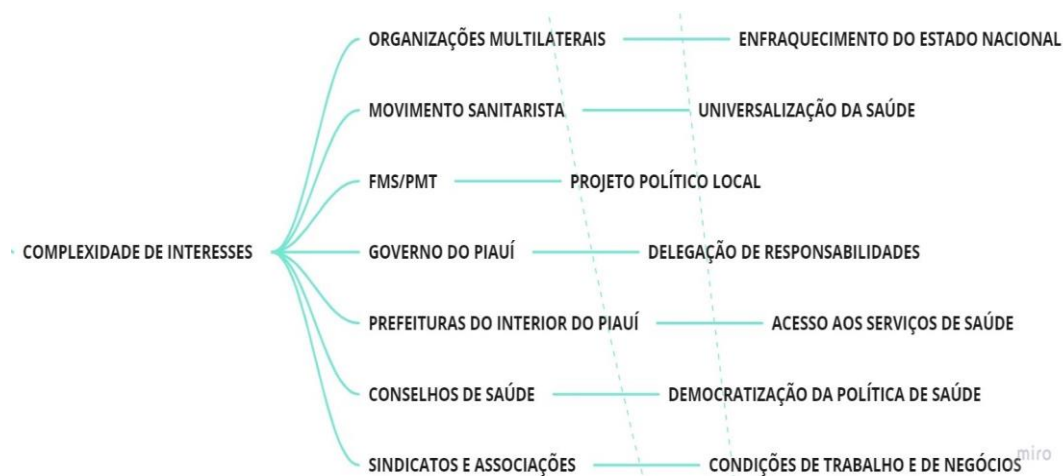 ORGANIZAÇÕES MULTILATERAIS ENFRAQUECIMENTO DO ESTADO NACIONAL
MOVIMENTO SANITARISTA UNIVERSALIZAÇÃO DA SAÚDE
FMS/PMT PROJETO POLÍTICO LOCAL
COMPLEXIDADE DE INTERESSES GOVERNO DO PIAUÍ DELEGAÇÃO DE RESPONSABILIDADES
PREFEITURAS DO INTERIOR DO PIAUÍ ACESSO AOS SERVIÇOS DE SAÚDE
CONSELHOS DE SAÚDE DEMOCRATIZAÇÃO DA POLÍTICA DE SAÚDE
SINDICATOS E ASSOCIAÇÕES CONDIÇÕES DE TRABALHO E DE NEGÓCIOS
miro